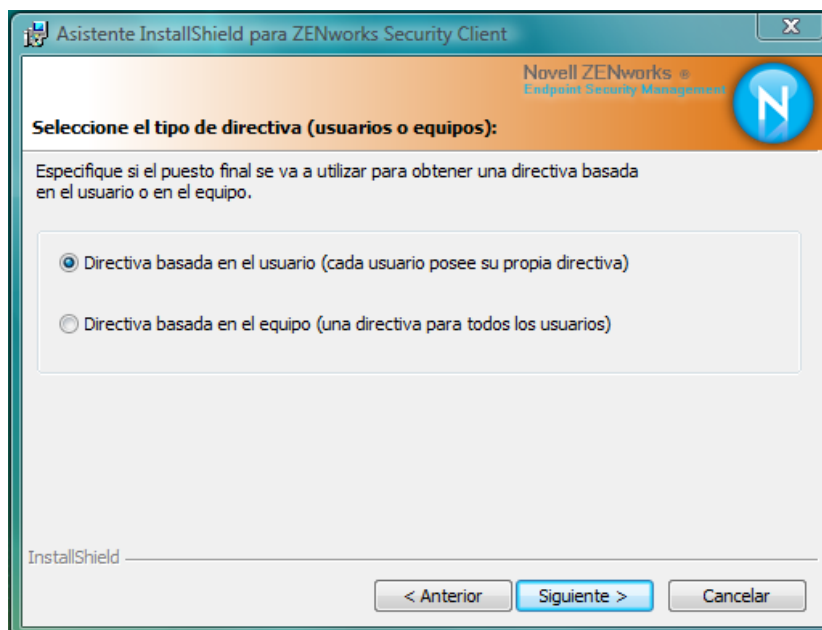 Asistente InstallShield para ZENworks Security Client
X
Novell ZENworks ®
Endpoint Security Management
N
Seleccione el tipo de directiva (usuarios o equipos):
Especifique si el puesto final se va a utilizar para obtener una directiva basada
en el usuario o en el equipo.
Directiva basada en el usuario (cada usuario posee su propia directiva)
Directiva basada en el equipo (una directiva para todos los usuarios)
InstallShield
< Anterior
Siguiente >
Cancelar